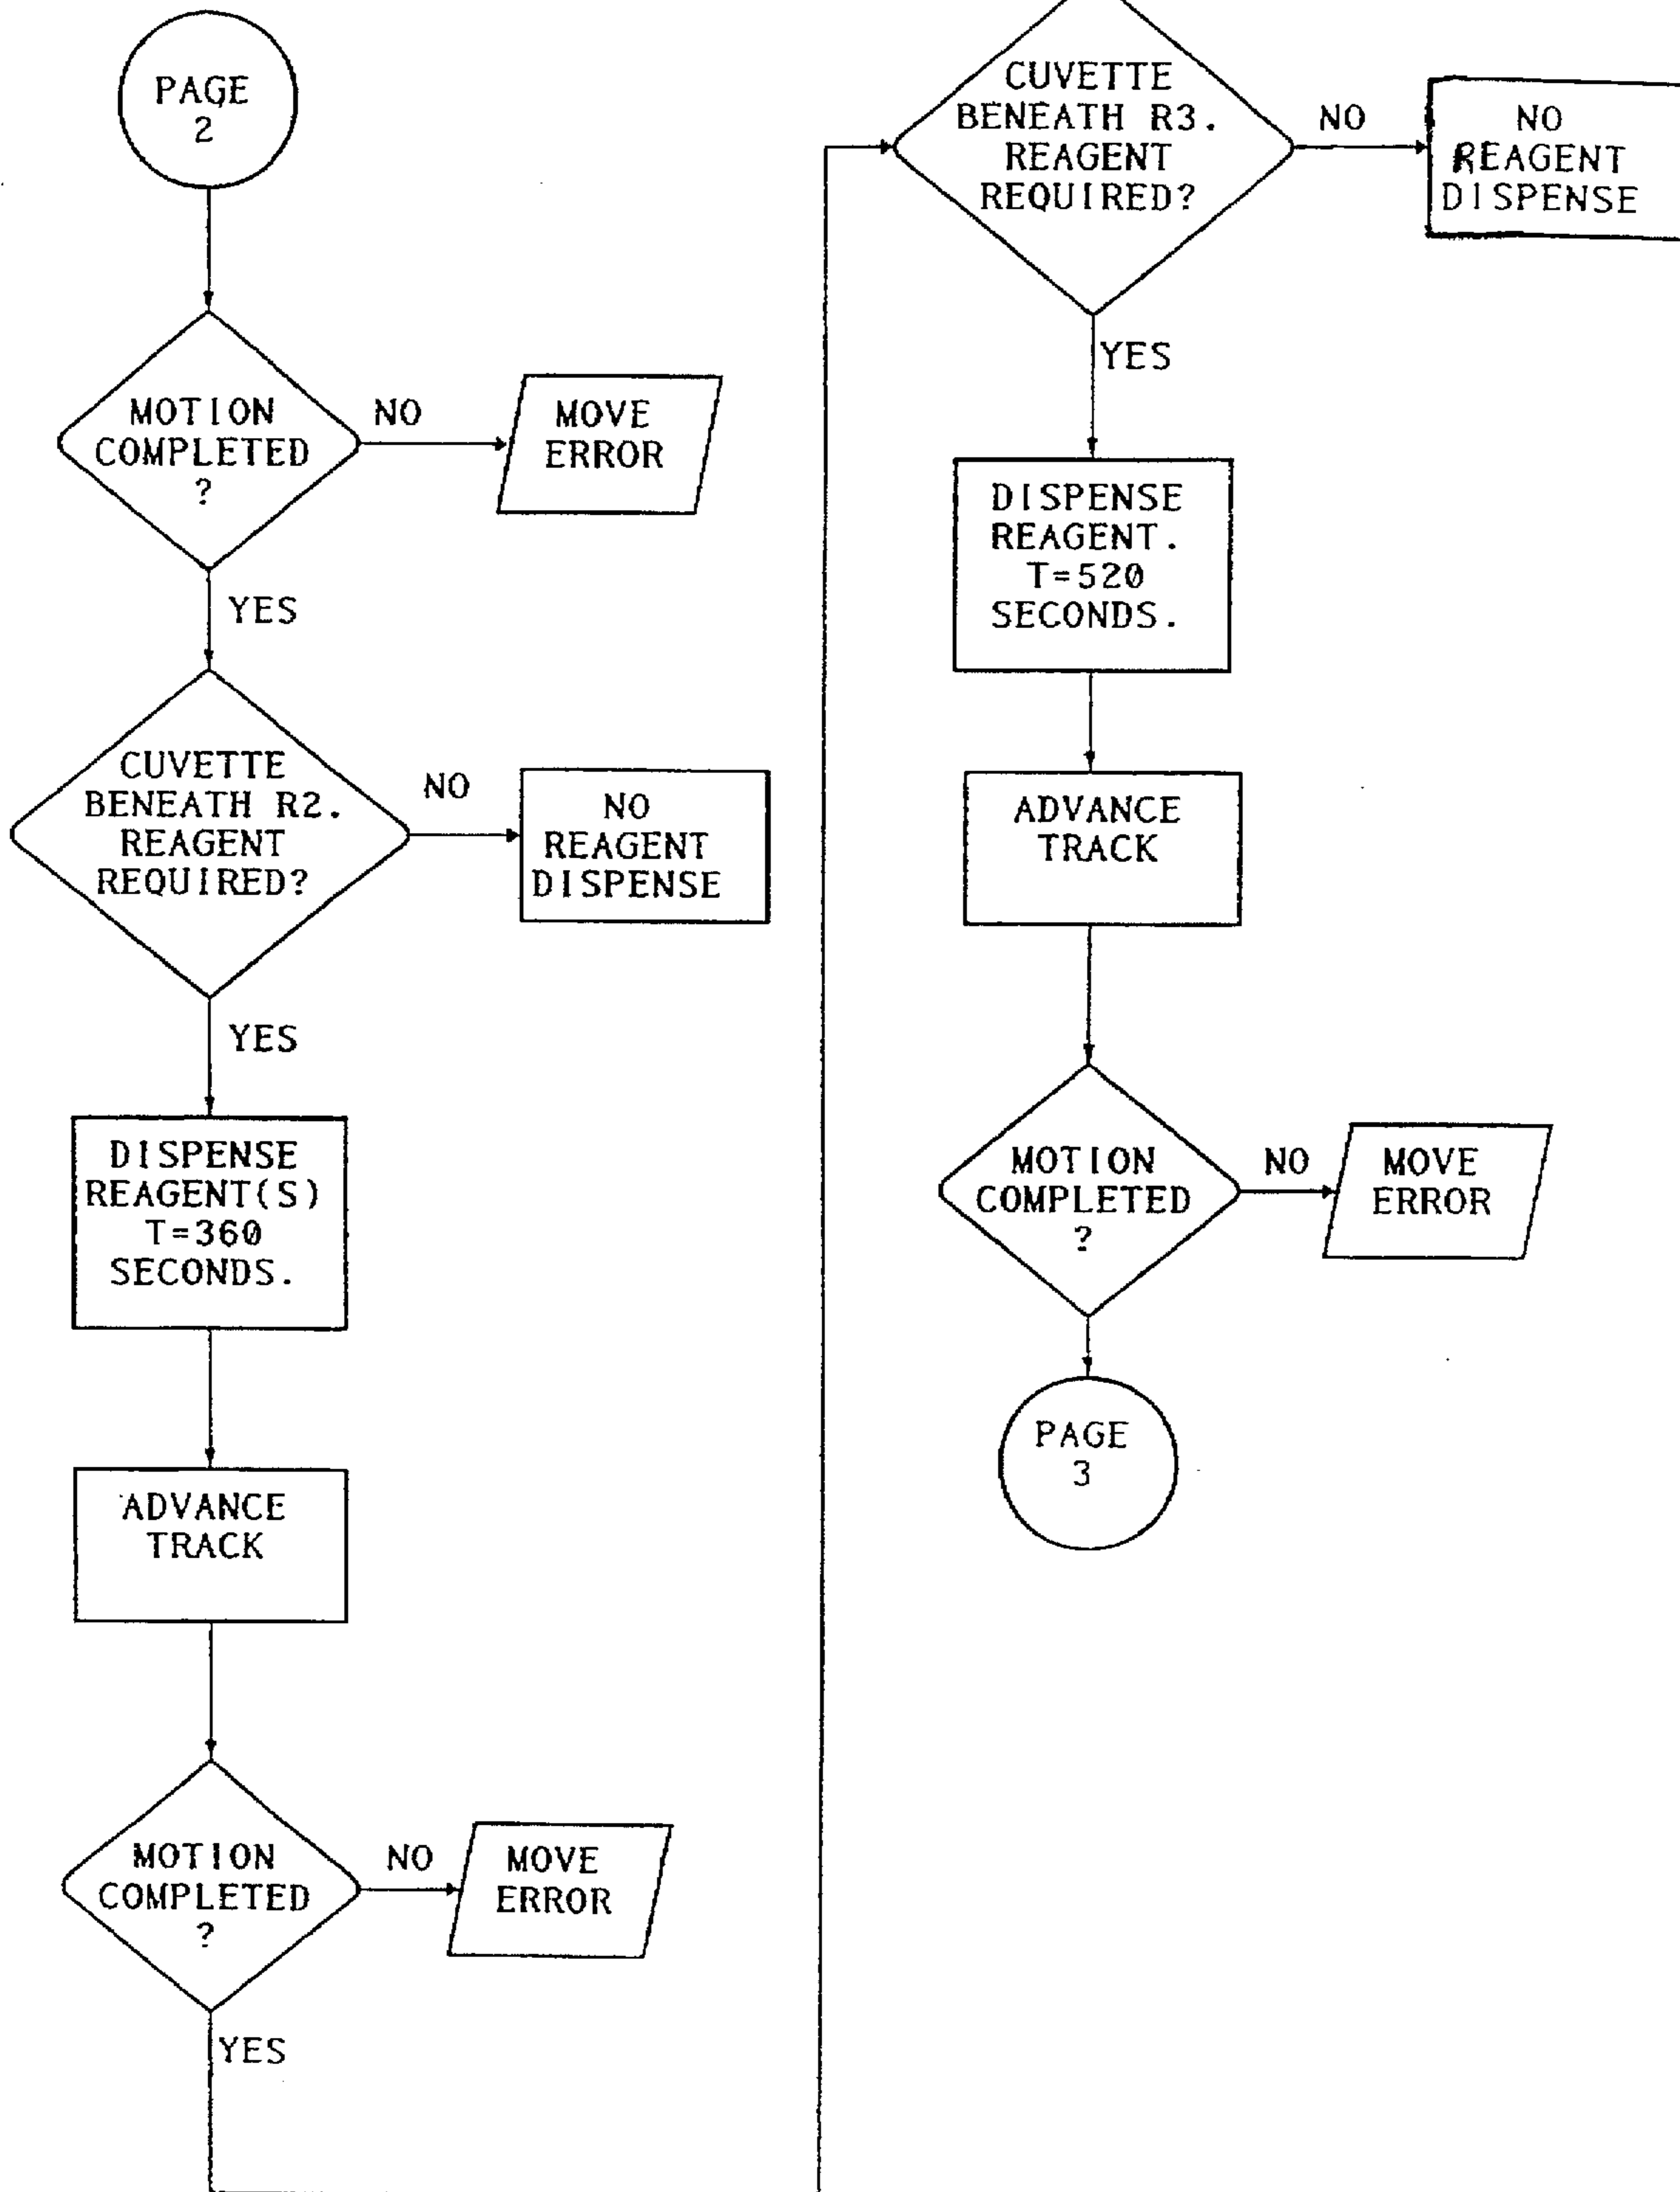 PAGE
2
MOTION
COMPLETED
?
NO
MOVE
ERROR
YES
CUVETTE
BENEATH R2.
REAGENT
REQUIRED?
NO
NO
REAGENT
DISPENSE
YES
DISPENSE
REAGENT(S)
T=360
SECONDS.
ADVANCE
TRACK
MOTION
COMPLETED
?
NO
MOVE
ERROR
YES
CUVETTE
BENEATH R3.
REAGENT
REQUIRED?
NO
NO
REAGENT
DISPENSE
YES
DISPENSE
REAGENT.
T=520
SECONDS.
ADVANCE
TRACK
MOTION
COMPLETED
?
NO
MOVE
ERROR
PAGE
3